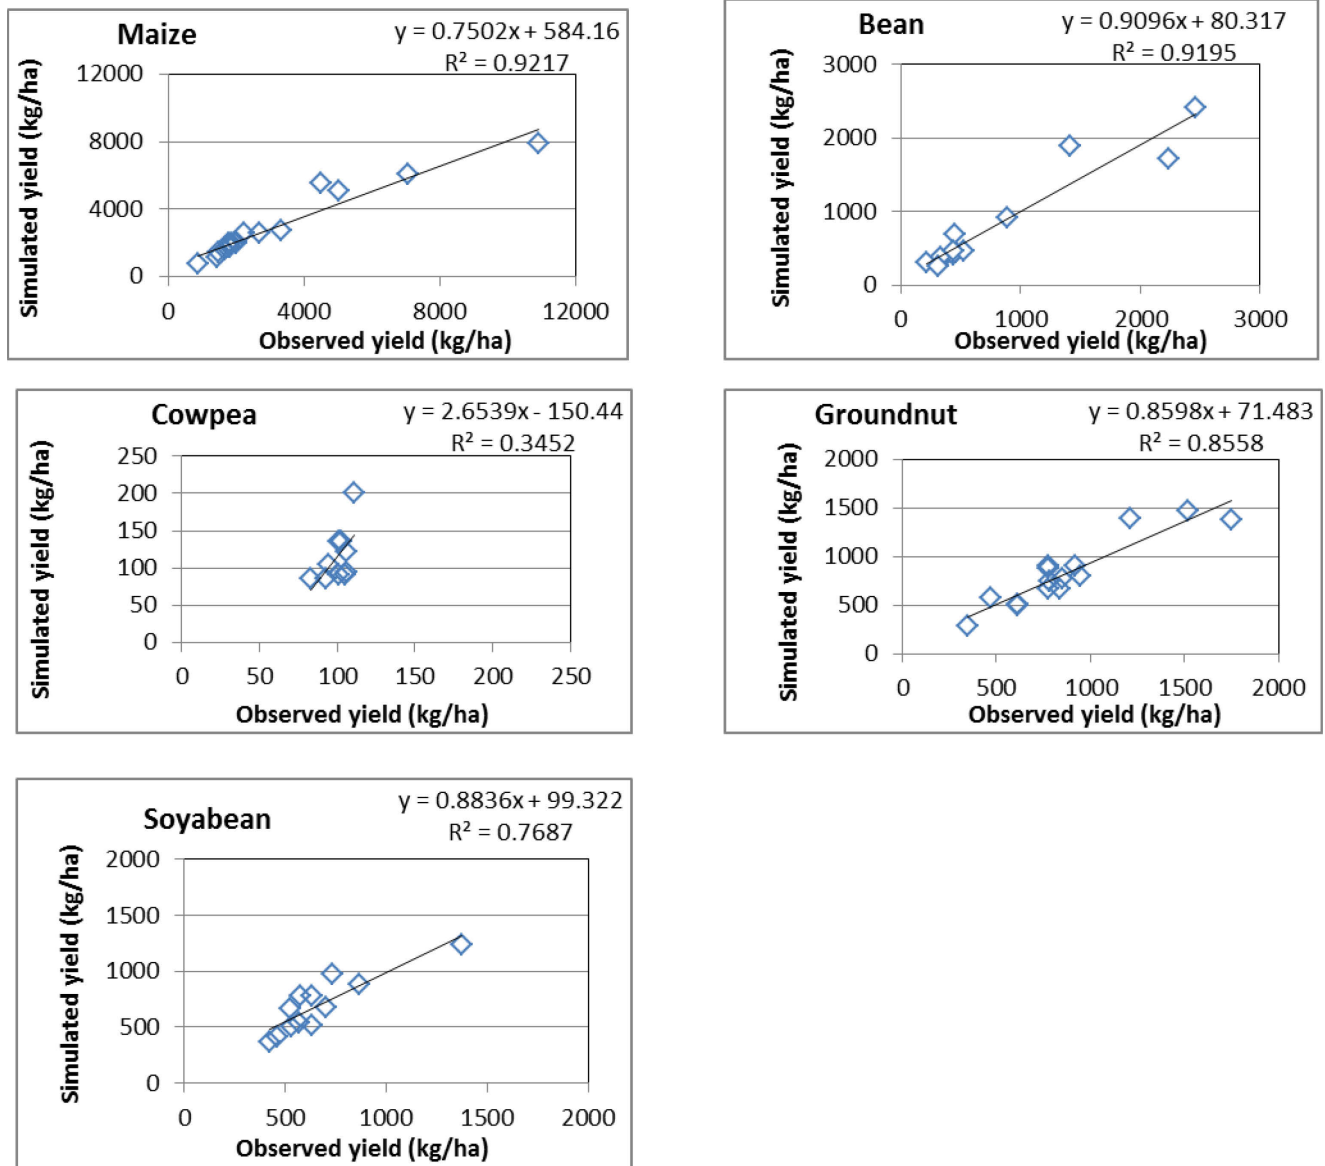 Maize
y = 0.7502x + 584.16
R² = 0.9217
Simulated yield (kg/ha)
12000
8000
4000
0
0 4000 8000 12000
Observed yield (kg/ha)
Bean
y = 0.9096x + 80.317
R² = 0.9195
Simulated yield (kg/ha)
3000
2000
1000
0
0 1000 2000 3000
Observed yield (kg/ha)
Cowpea
y = 2.6539x - 150.44
R² = 0.3452
Simulated yield (kg/ha)
250
200
150
100
50
0
0 50 100 150 200 250
Observed yield (kg/ha)
Groundnut
y = 0.8598x + 71.483
R² = 0.8558
Simulated yield (kg/ha)
2000
1500
1000
500
0
0 500 1000 1500 2000
Observed yield (kg/ha)
Soyabean
y = 0.8836x + 99.322
R² = 0.7687
Simulated yield (kg/ha)
2000
1500
1000
500
0
0 500 1000 1500 2000
Observed yield (kg/ha)